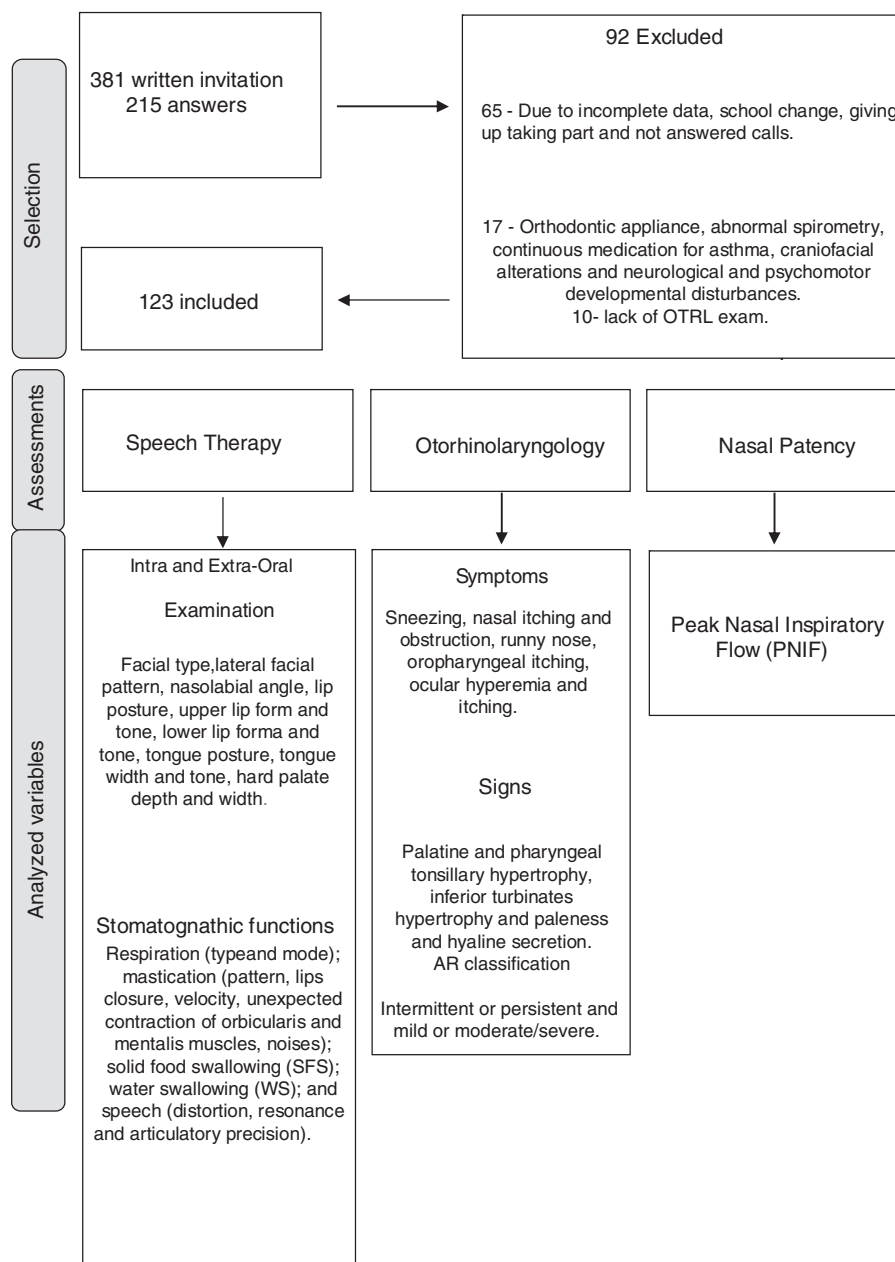 Selection
381 written invitation
215 answers
92 Excluded
65 - Due to incomplete data, school change, giving
up taking part and not answered calls.
17 - Orthodontic appliance, abnormal spirometry,
continuous medication for asthma, craniofacial
alterations and neurological and psychomotor
developmental disturbances.
10- lack of OTRL exam.
123 included
Assessments
Speech Therapy
Otorhinolaryngology
Nasal Patency
Analyzed variables
Intra and Extra-Oral
Examination
Facial type,lateral facial
pattern, nasolabial angle, lip
posture, upper lip form and
tone, lower lip forma and
tone, tongue posture, tongue
width and tone, hard palate
depth and width.
Stomatognathic functions
Respiration (typeand mode);
mastication (pattern, lips
closure, velocity, unexpected
contraction of orbicularis and
mentalis muscles, noises);
solid food swallowing (SFS);
water swallowing (WS); and
speech (distortion, resonance
and articulatory precision).
Symptoms
Sneezing, nasal itching and
obstruction, runny nose,
oropharyngeal itching,
ocular hyperemia and
itching.
Signs
Palatine and pharyngeal
tonsillary hypertrophy,
inferior turbinates
hypertrophy and paleness
and hyaline secretion.
AR classification
Intermittent or persistent and
mild or moderate/severe.
Peak Nasal Inspiratory
Flow (PNIF)